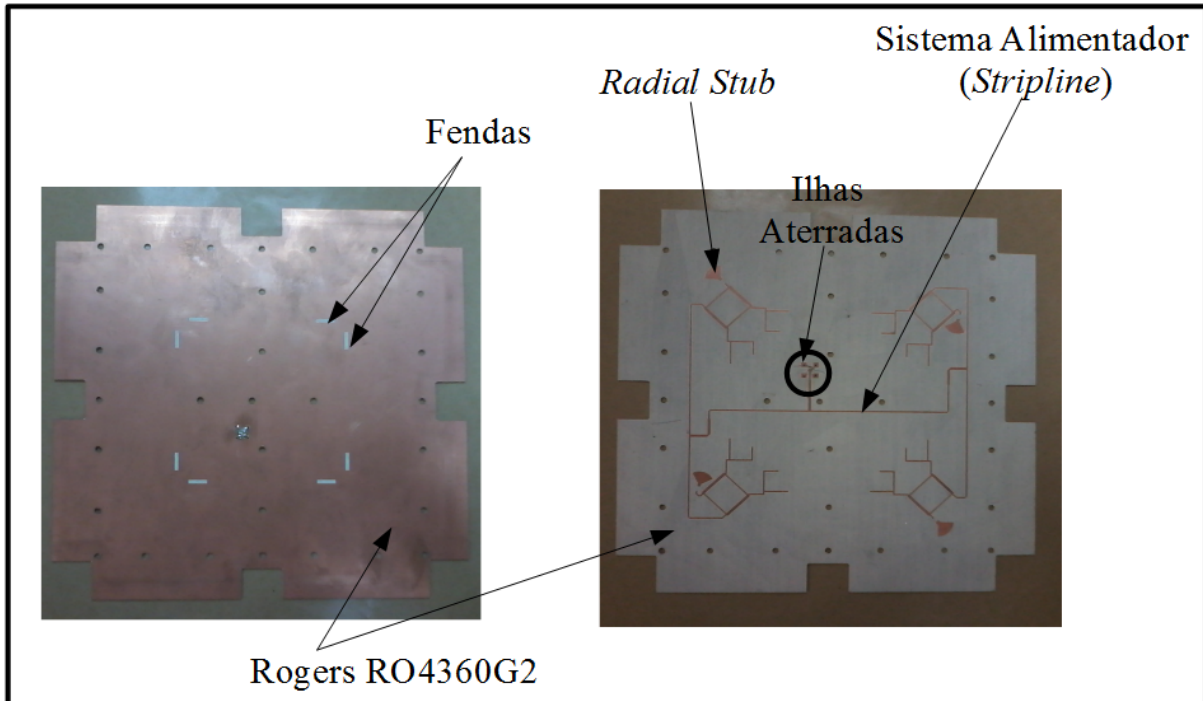 Sistema Alimentador
(Stripline)
Radial Stub
Fendas
Ilhas
Aterradas
Rogers RO4360G2